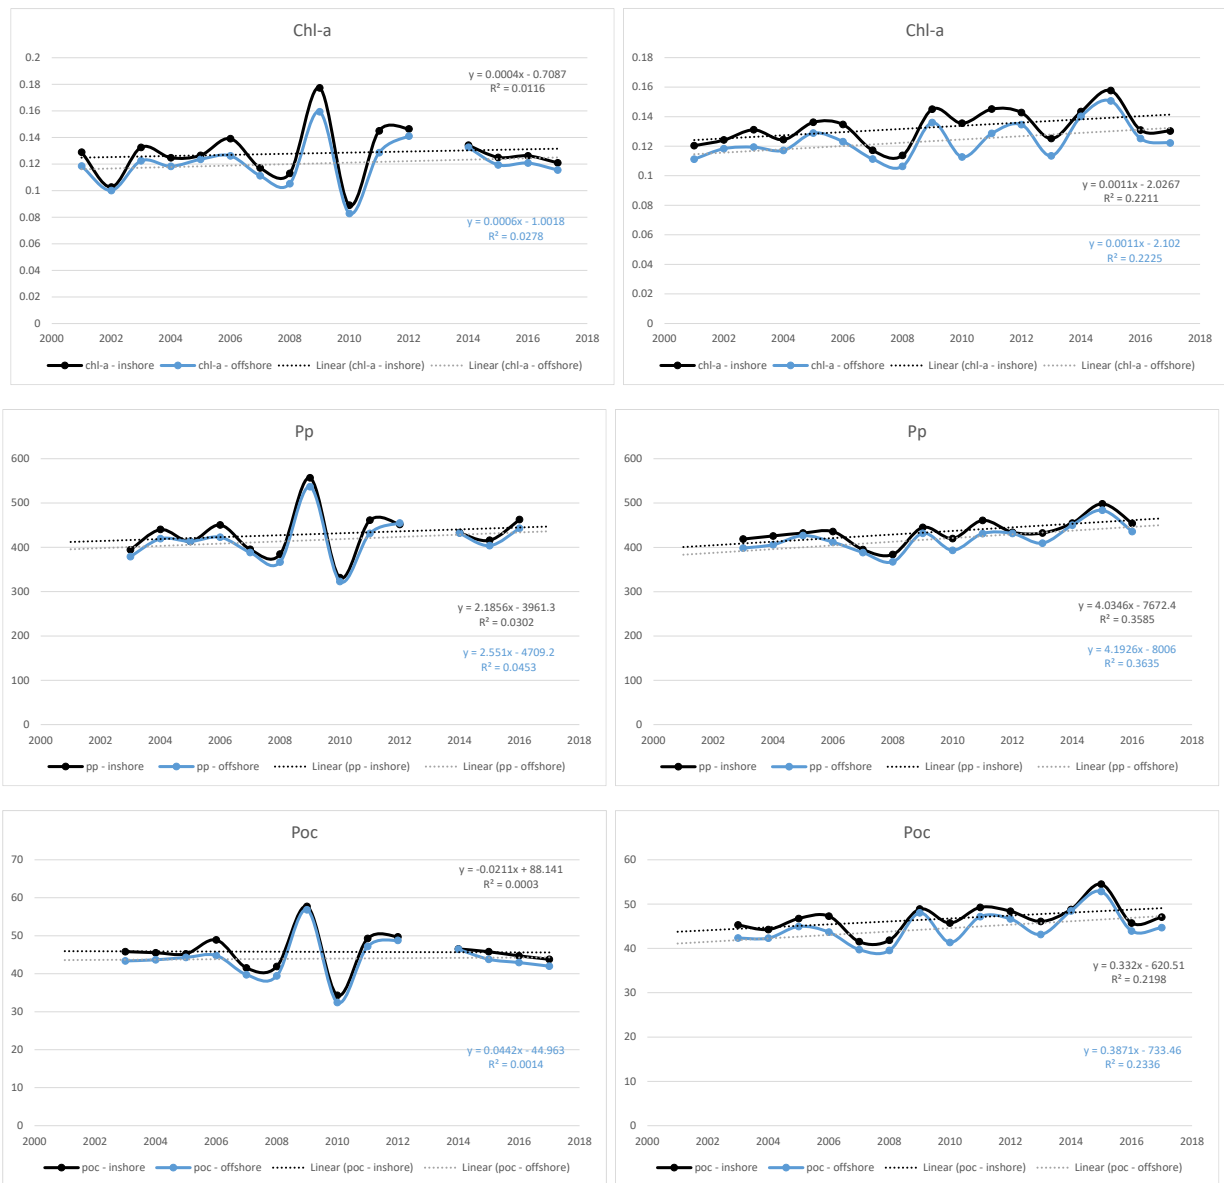 Chl-a
0.2
0.18
0.16
0.14
0.12
0.1
0.08
0.06
0.04
0.02
0
y = 0.0004x - 0.7087
R² = 0.0116
y = 0.0006x - 1.0018
R² = 0.0278
2000 2002 2004 2006 2008 2010 2012 2014 2016 2018
chl-a - inshore chl-a - offshore Linear (chl-a - inshore) Linear (chl-a - offshore)
Chl-a
0.18
0.16
0.14
0.12
0.1
0.08
0.06
0.04
0.02
0
y = 0.0011x - 2.0267
R² = 0.2211
y = 0.0011x - 2.102
R² = 0.2225
2000 2002 2004 2006 2008 2010 2012 2014 2016 2018
chl-a - inshore chl-a - offshore Linear (chl-a - inshore) Linear (chl-a - offshore)
Pp
600
500
400
300
200
100
0
y = 2.1856x - 3961.3
R² = 0.0302
y = 2.551x - 4709.2
R² = 0.0453
2000 2002 2004 2006 2008 2010 2012 2014 2016 2018
pp - inshore pp - offshore Linear (pp - inshore) Linear (pp - offshore)
Pp
600
500
400
300
200
100
0
y = 4.0346x - 7672.4
R² = 0.3585
y = 4.1926x - 8006
R² = 0.3635
2000 2002 2004 2006 2008 2010 2012 2014 2016 2018
pp - inshore pp - offshore Linear (pp - inshore) Linear (pp - offshore)
Poc
70
60
50
40
30
20
10
0
y = -0.0211x + 88.141
R² = 0.0003
y = 0.0442x - 44.963
R² = 0.0014
2000 2002 2004 2006 2008 2010 2012 2014 2016 2018
poc - inshore poc - offshore Linear (poc - inshore) Linear (poc - offshore)
Poc
60
50
40
30
20
10
0
y = 0.332x - 620.51
R² = 0.2198
y = 0.3871x - 733.46
R² = 0.2336
2000 2002 2004 2006 2008 2010 2012 2014 2016 2018
poc - inshore poc - offshore Linear (poc - inshore) Linear (poc - offshore)